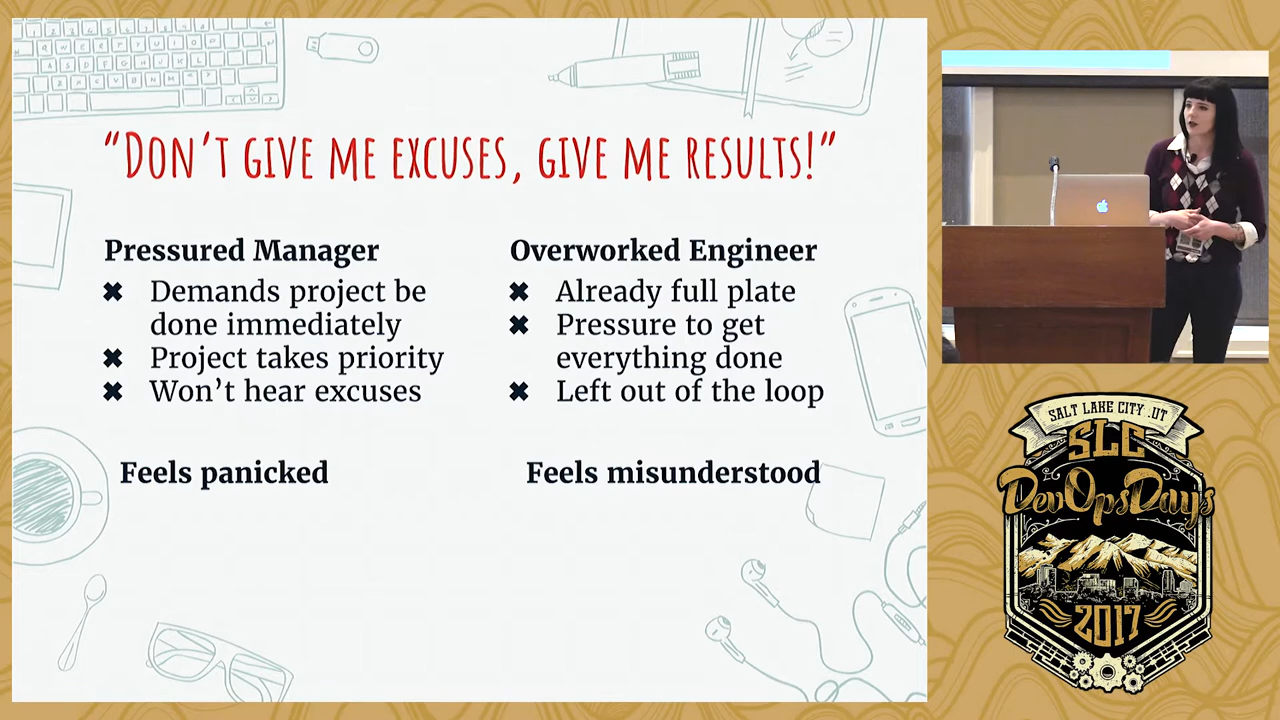 “Don’t give me excuses, give me results!”
Pressured Manager
✖ Demands project be
done immediately
✖ Project takes priority
✖ Won’t hear excuses
Feels panicked
Overworked Engineer
✖ Already full plate
✖ Pressure to get
everything done
✖ Left out of the loop
Feels misunderstood
SALT LAKE CITY .UT
SLC
DevOpsDays
2017